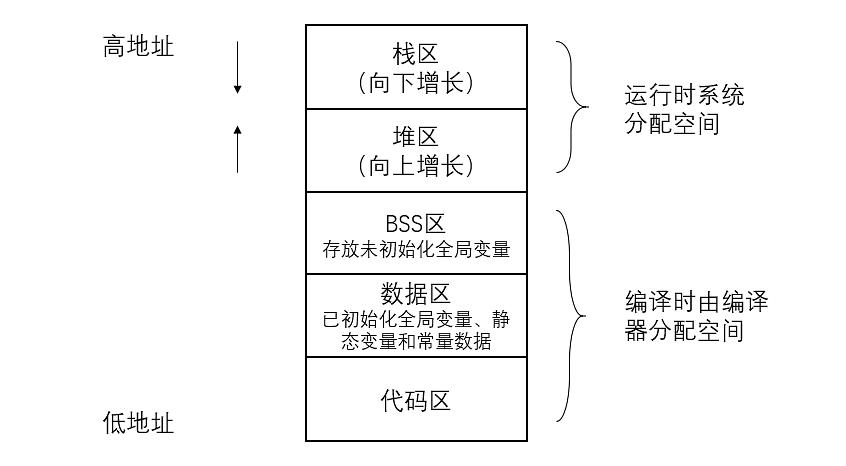 高地址
栈区
（向下增长）
堆区
（向上增长）
运行时系统
分配空间
BSS区
存放未初始化全局变量
数据区
已初始化全局变量、静
态变量和常量数据
编译时由编译
器分配空间
代码区
低地址